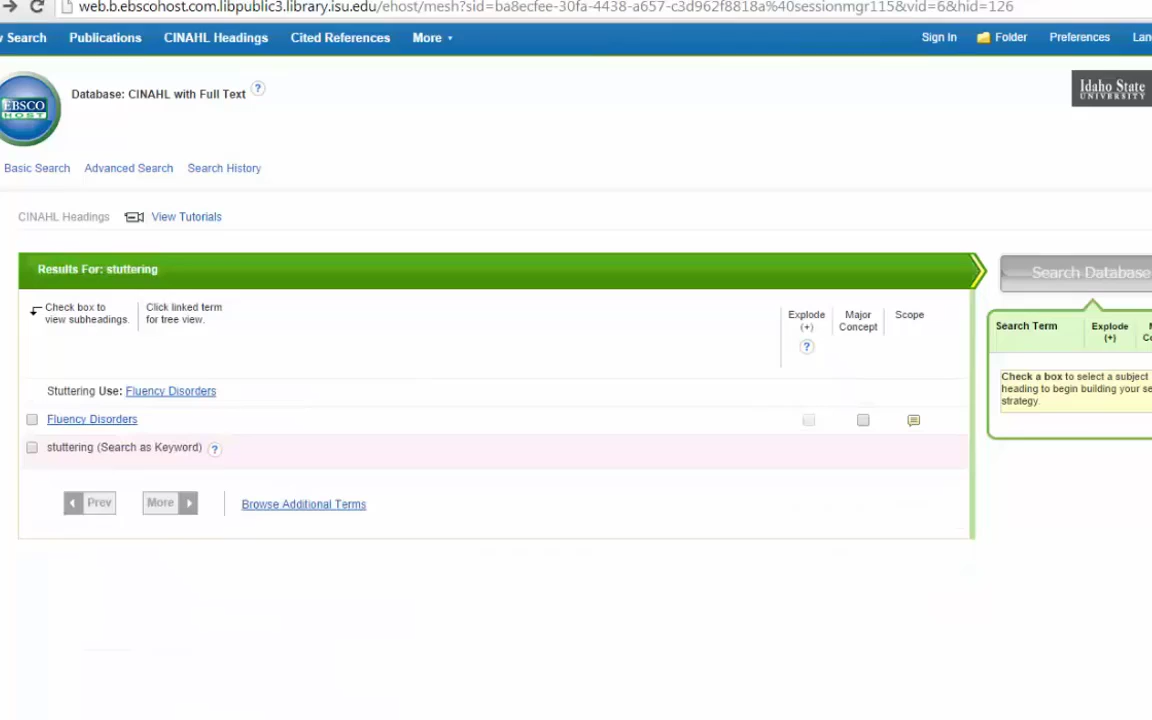 web.b.ebscohost.com.libpublic3.library.isu.edu/ehost/mesh?sid=ba8ecfee-30fa-4438-a657-c3d962f8818a%40sessionmgr115&vid=6&hid=126
Search Publications CINAHL Headings Cited References More Sign In Folder Preferences
EBSCO
HOST
Database: CINAHL with Full Text ?
Idaho State
UNIVERSITY
Basic Search Advanced Search Search History
CINAHL Headings View Tutorials
Results For: stuttering
Search Database
Check box to
view subheadings.
Click linked term
for tree view.
Explode
(+)
?
Major
Concept
Scope
Search Term
Explode
(+)
Check a box to select a subject
heading to begin building your se
strategy.
Stuttering Use: Fluency Disorders
Fluency Disorders
stuttering (Search as Keyword) ?
Prev More Browse Additional Terms